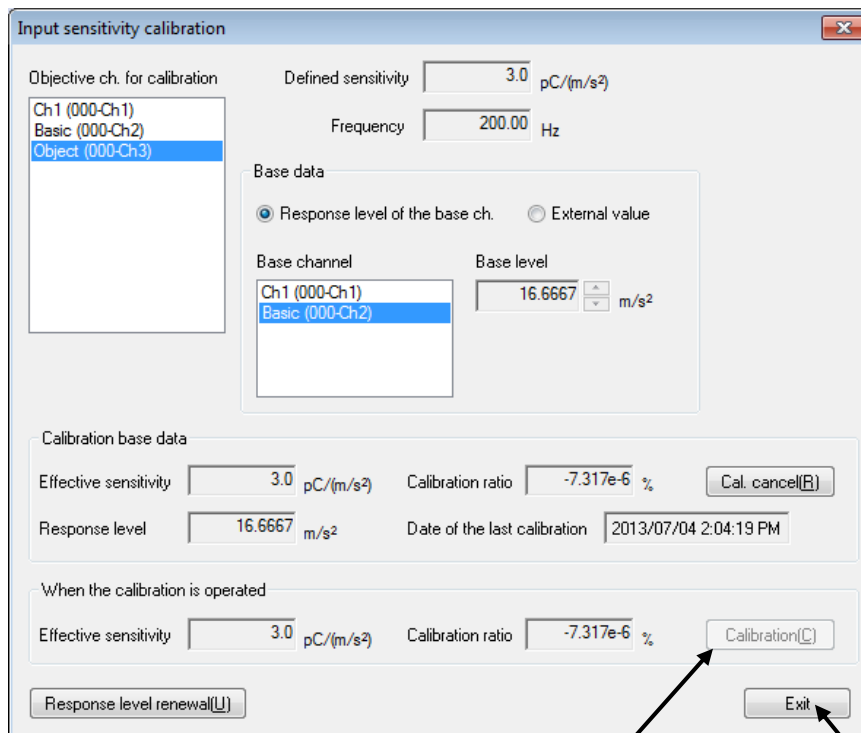 Input sensitivity calibration
Objective ch. for calibration
Ch1 (000-Ch1)
Basic (000-Ch2)
Object (000-Ch3)
Defined sensitivity 3.0 pC/(m/s²)
Frequency 200.00 Hz
Base data
Response level of the base ch. External value
Base channel
Ch1 (000-Ch1)
Basic (000-Ch2)
Base level
16.6667 m/s²
Calibration base data
Effective sensitivity 3.0 pC/(m/s²) Calibration ratio -7.317e-6 % Cal. cancel(R)
Response level 16.6667 m/s² Date of the last calibration 2013/07/04 2:04:19 PM
When the calibration is operated
Effective sensitivity 3.0 pC/(m/s²) Calibration ratio -7.317e-6 % Calibration(C)
Response level renewal(U) Exit